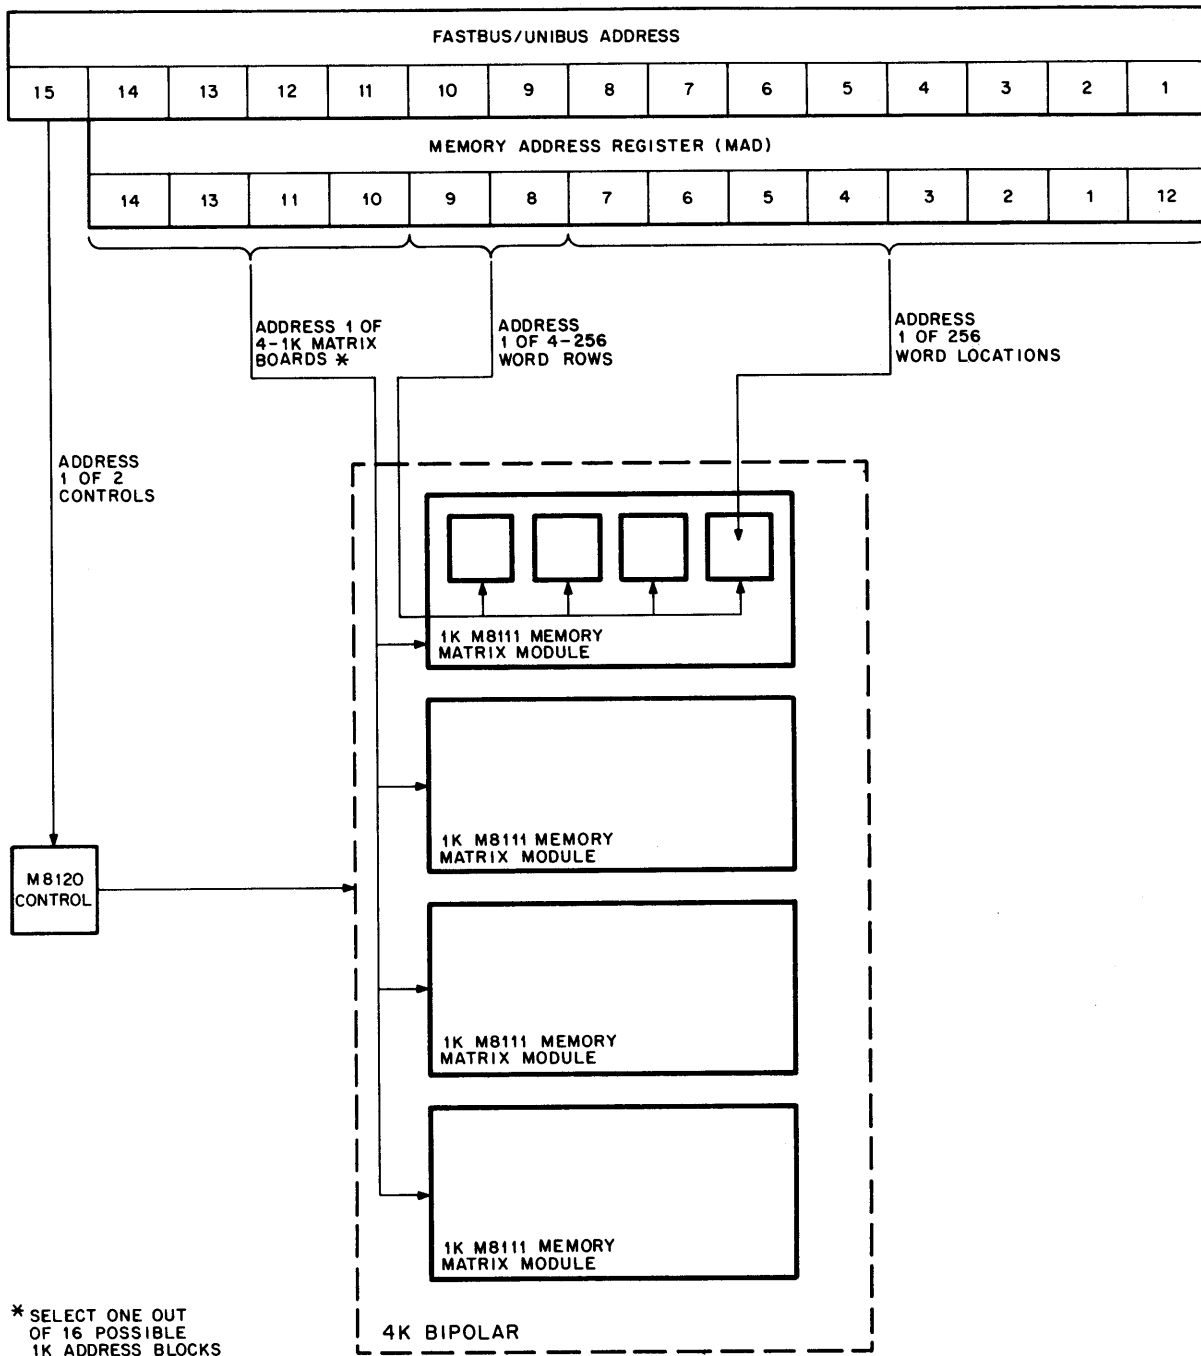 FASTBUS/UNIBUS ADDRESS
15 14 13 12 11 10 9 8 7 6 5 4 3 2 1
MEMORY ADDRESS REGISTER (MAD)
14 13 11 10 9 8 7 6 5 4 3 2 1 12
ADDRESS 1 OF
4-1K MATRIX
BOARDS *
ADDRESS
1 OF 4-256
WORD ROWS
ADDRESS
1 OF 256
WORD LOCATIONS
ADDRESS
1 OF 2
CONTROLS
1K M8111 MEMORY
MATRIX MODULE
1K M8111 MEMORY
MATRIX MODULE
M8120
CONTROL
1K M8111 MEMORY
MATRIX MODULE
1K M8111 MEMORY
MATRIX MODULE
* SELECT ONE OUT
OF 16 POSSIBLE
1K ADDRESS BLOCKS
4K BIPOLAR